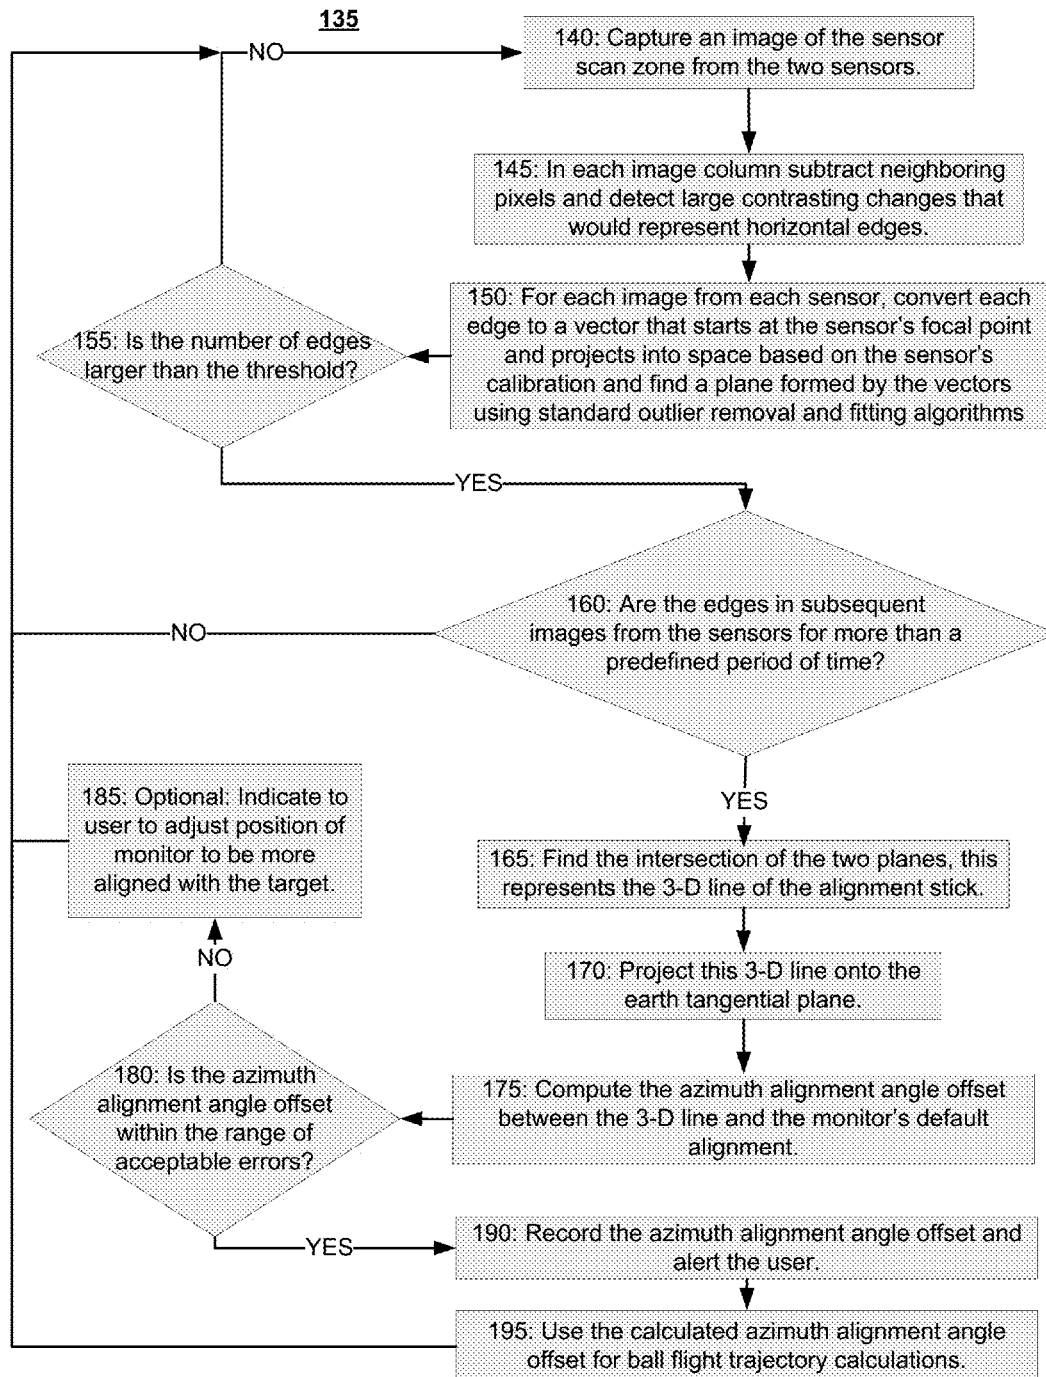 135
NO
140: Capture an image of the sensor
scan zone from the two sensors.
145: In each image column subtract neighboring
pixels and detect large contrasting changes that
would represent horizontal edges.
150: For each image from each sensor, convert each
edge to a vector that starts at the sensor's focal point
and projects into space based on the sensor's
calibration and find a plane formed by the vectors
using standard outlier removal and fitting algorithms
155: Is the number of edges
larger than the threshold?
YES
160: Are the edges in subsequent
images from the sensors for more than a
predefined period of time?
NO
YES
165: Find the intersection of the two planes, this
represents the 3-D line of the alignment stick.
170: Project this 3-D line onto the
earth tangential plane.
175: Compute the azimuth alignment angle offset
between the 3-D line and the monitor's default
alignment.
180: Is the azimuth
alignment angle offset
within the range of
acceptable errors?
NO
185: Optional: Indicate to
user to adjust position of
monitor to be more
aligned with the target.
YES
190: Record the azimuth alignment angle offset and
alert the user.
195: Use the calculated azimuth alignment angle
offset for ball flight trajectory calculations.